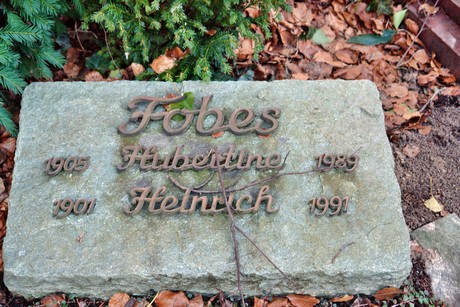 Fobes
1905 Hubertine 1989
1901 Heinrich 1991